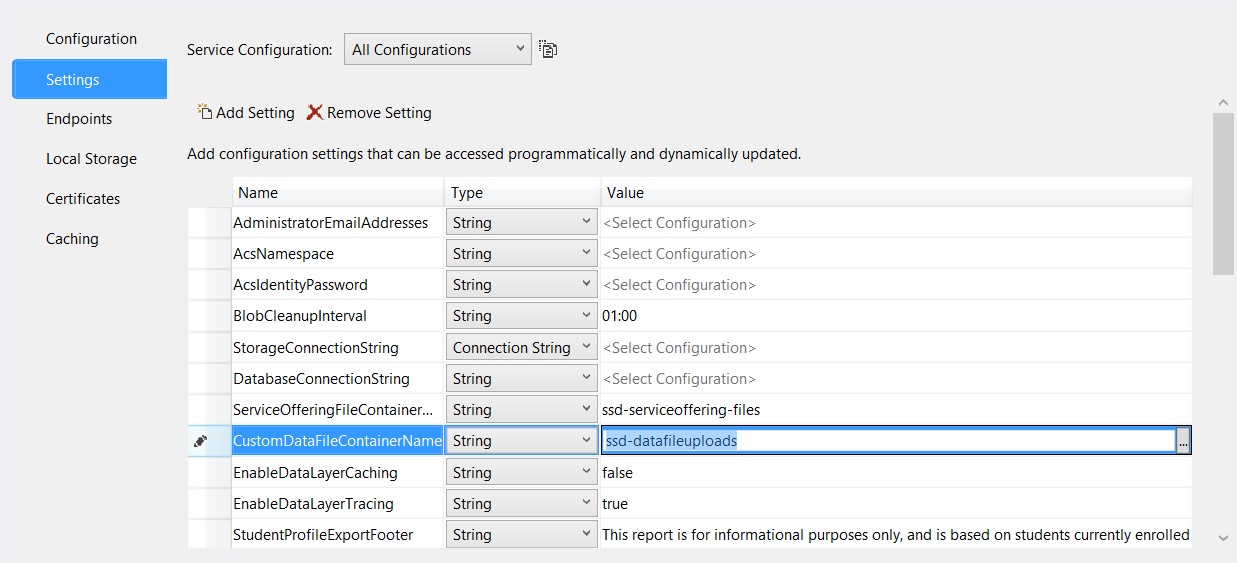 Configuration
Settings
Endpoints
Local Storage
Certificates
Caching
Service Configuration: All Configurations
Add Setting Remove Setting
Add configuration settings that can be accessed programmatically and dynamically updated.
Name Type Value
AdministratorEmailAddresses String <Select Configuration>
AcsNamespace String <Select Configuration>
AcsIdentityPassword String <Select Configuration>
BlobCleanupInterval String 01:00
StorageConnectionString Connection String <Select Configuration>
DatabaseConnectionString String <Select Configuration>
ServiceOfferingFileContainer... String ssd-serviceoffering-files
CustomDataFileContainerName String ssd-datafileuploads ...
EnableDataLayerCaching String false
EnableDataLayerTracing String true
StudentProfileExportFooter String This report is for informational purposes only, and is based on students currently enrolled